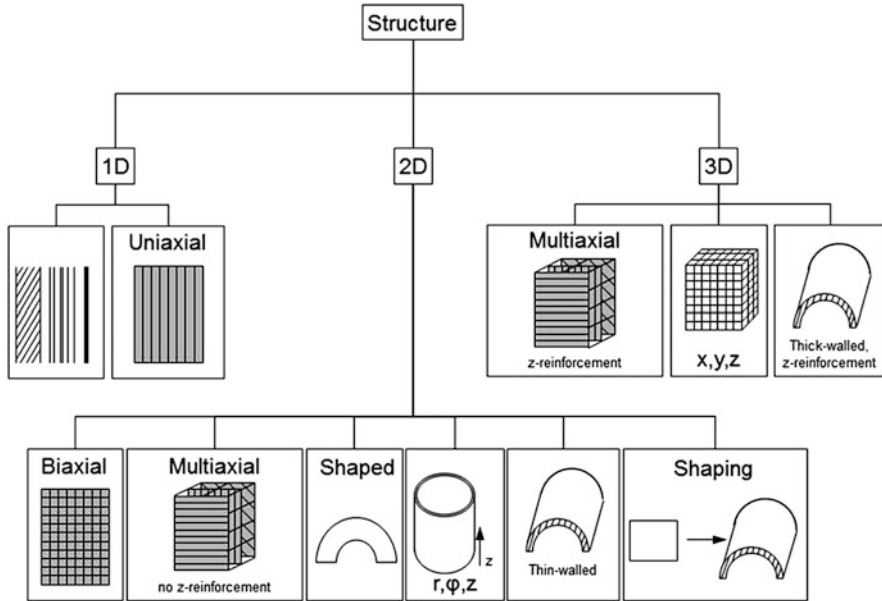 Structure
1D
2D
3D
Uniaxial
Multiaxial
z-reinforcement
x,y,z
Thick-walled,
z-reinforcement
Biaxial
Multiaxial
no z-reinforcement
Shaped
r,φ,z
z
Thin-walled
Shaping